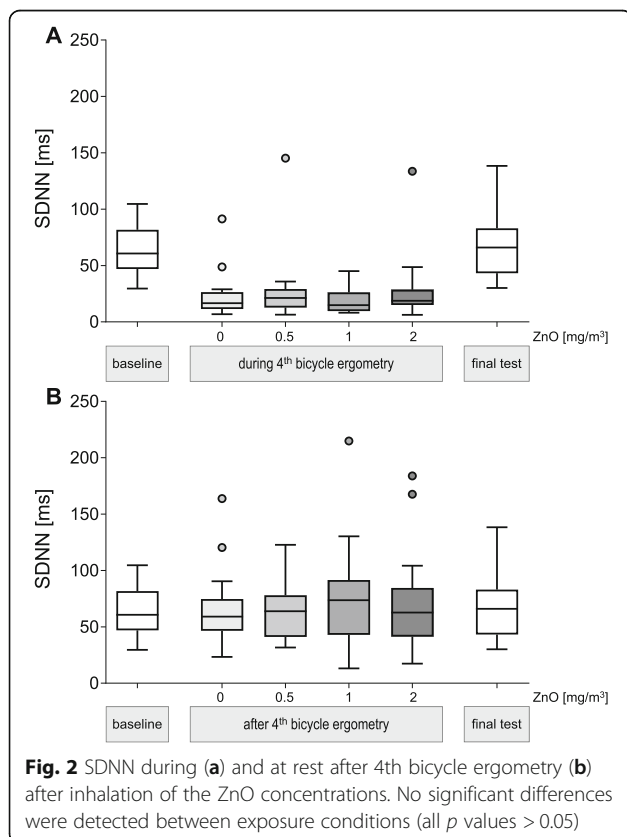 A
250
200
150
100
50
0
SDNN [ms]
0 0.5 1 2 ZnO [mg/m³]
baseline during 4th bicycle ergometry final test
B
250
200
150
100
50
0
SDNN [ms]
0 0.5 1 2 ZnO [mg/m³]
baseline after 4th bicycle ergometry final test
Fig. 2 SDNN during (a) and at rest after 4th bicycle ergometry (b)
after inhalation of the ZnO concentrations. No significant differences
were detected between exposure conditions (all p values > 0.05)